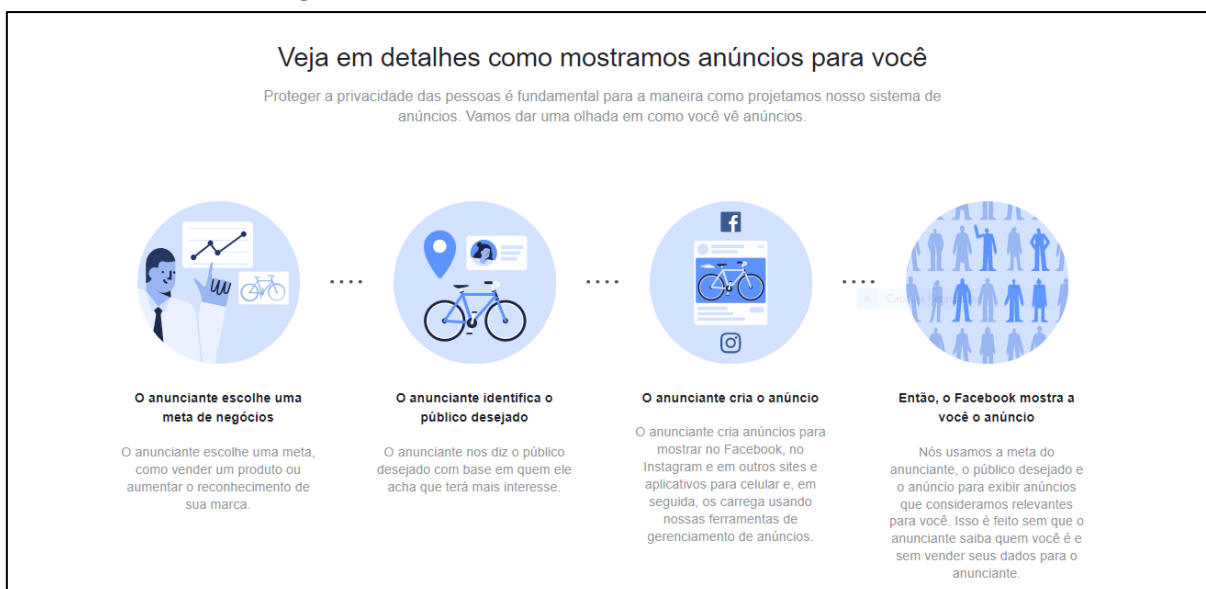 Veja em detalhes como mostramos anúncios para você
Proteger a privacidade das pessoas é fundamental para a maneira como projetamos nosso sistema de
anúncios. Vamos dar uma olhada em como você vê anúncios.
O anunciante escolhe uma
meta de negócios
O anunciante escolhe uma meta,
como vender um produto ou
aumentar o reconhecimento de
sua marca.
O anunciante identifica o
público desejado
O anunciante nos diz o público
desejado com base em quem ele
acha que terá mais interesse.
O anunciante cria o anúncio
O anunciante cria anúncios para
mostrar no Facebook, no
Instagram e em outros sites e
aplicativos para celular e, em
seguida, os carrega usando
nossas ferramentas de
gerenciamento de anúncios.
Então, o Facebook mostra a
você o anúncio
Nós usamos a meta do
anunciante, o público desejado e
o anúncio para exibir anúncios
que consideramos relevantes
para você. Isso é feito sem que o
anunciante saiba quem você é e
sem vender seus dados para o
anunciante.